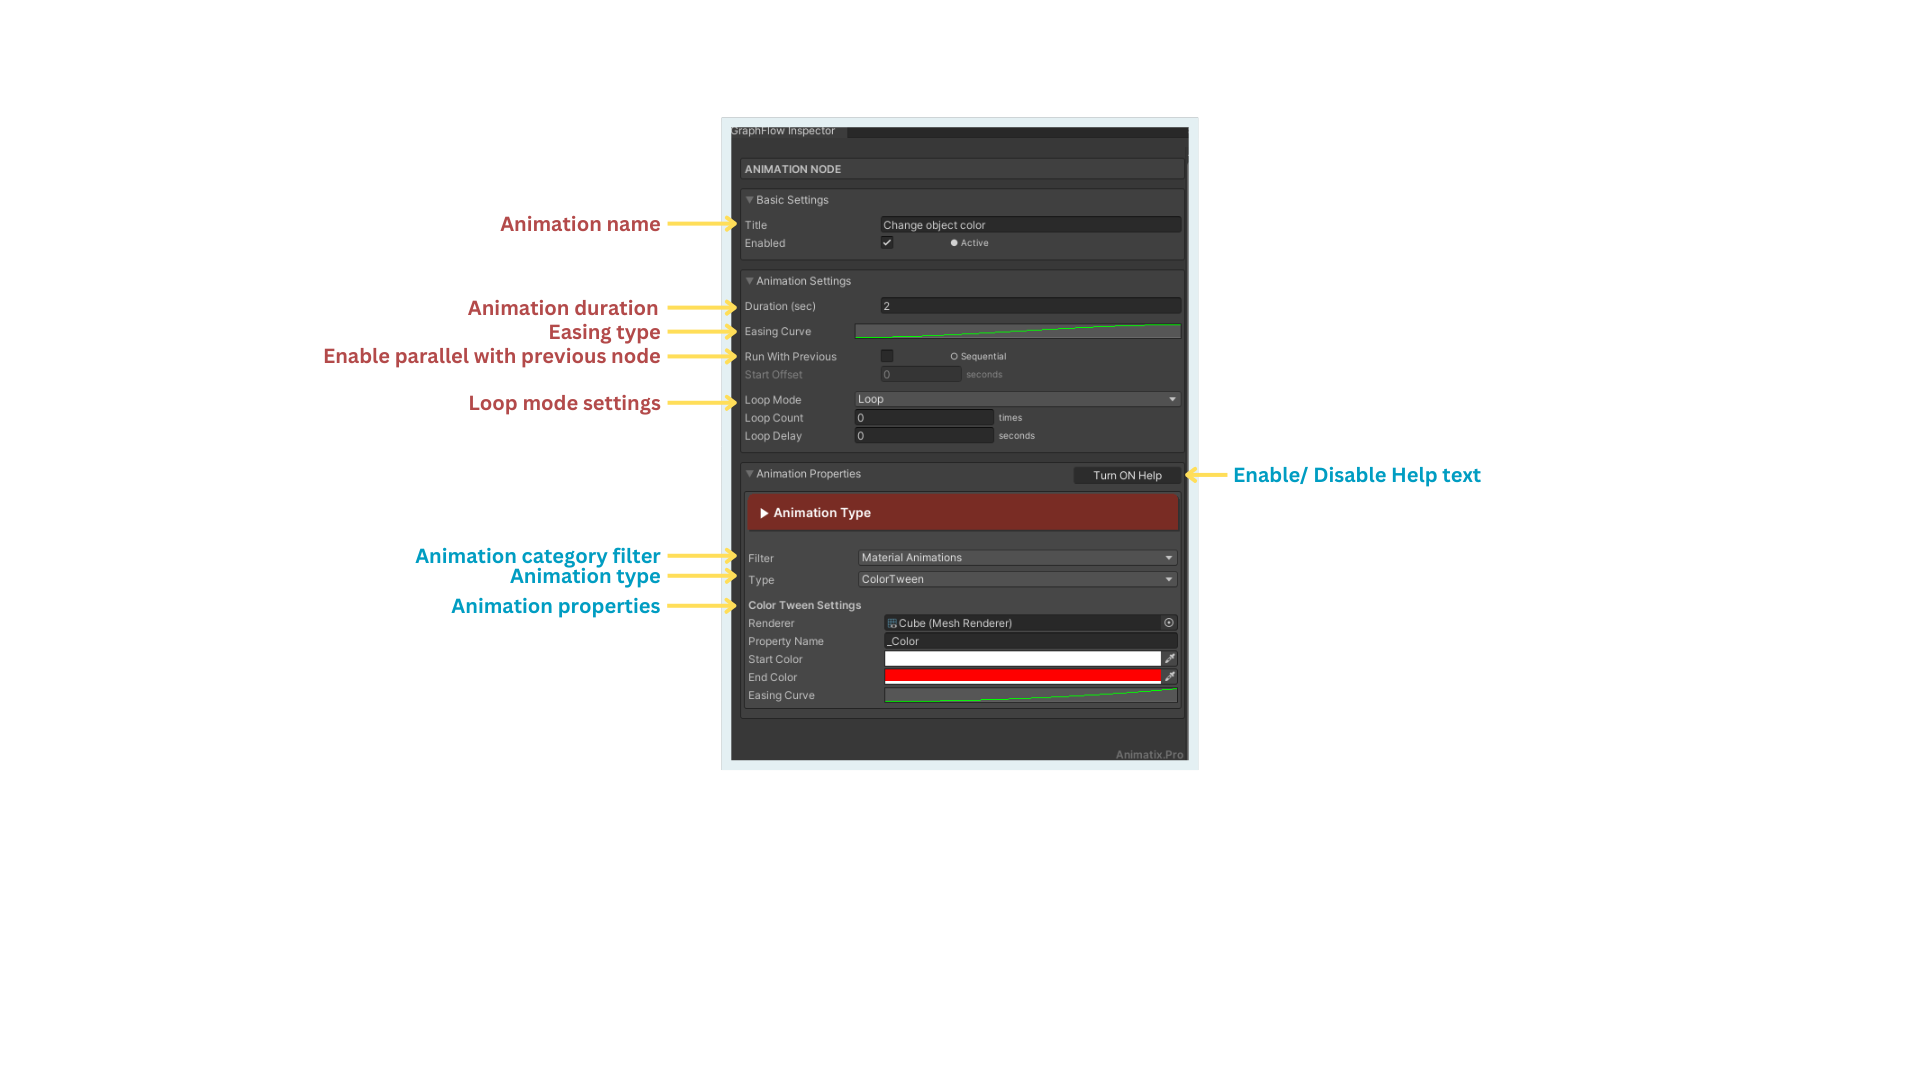 GraphFlow Inspector
ANIMATION NODE
Basic Settings
Animation name
Title
Change object color
Enabled
Active
Animation Settings
Animation duration
Duration (sec)
2
Easing type
Easing Curve
Enable parallel with previous node
Run With Previous
Sequential
Start Offset
0
seconds
Loop mode settings
Loop Mode
Loop
Loop Count
0
times
Loop Delay
0
seconds
Animation Properties
Turn ON Help
Enable/ Disable Help text
Animation Type
Animation category filter
Filter
Material Animations
Animation type
Type
ColorTween
Animation properties
Color Tween Settings
Renderer
Cube (Mesh Renderer)
Property Name
_Color
Start Color
End Color
Easing Curve
Animatix.Pro